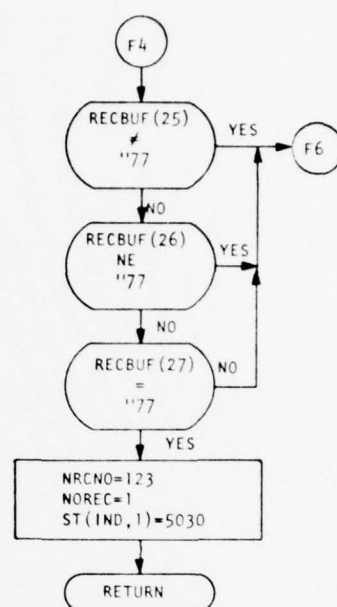 F4
RECBUF(25)
≠
"77
YES
F6
NO
RECBUF(26)
NE
"77
YES
NO
RECBUF(27)
=
"77
NO
YES
NRCNO=123
NOREC=1
ST(IND,1)=5030
RETURN